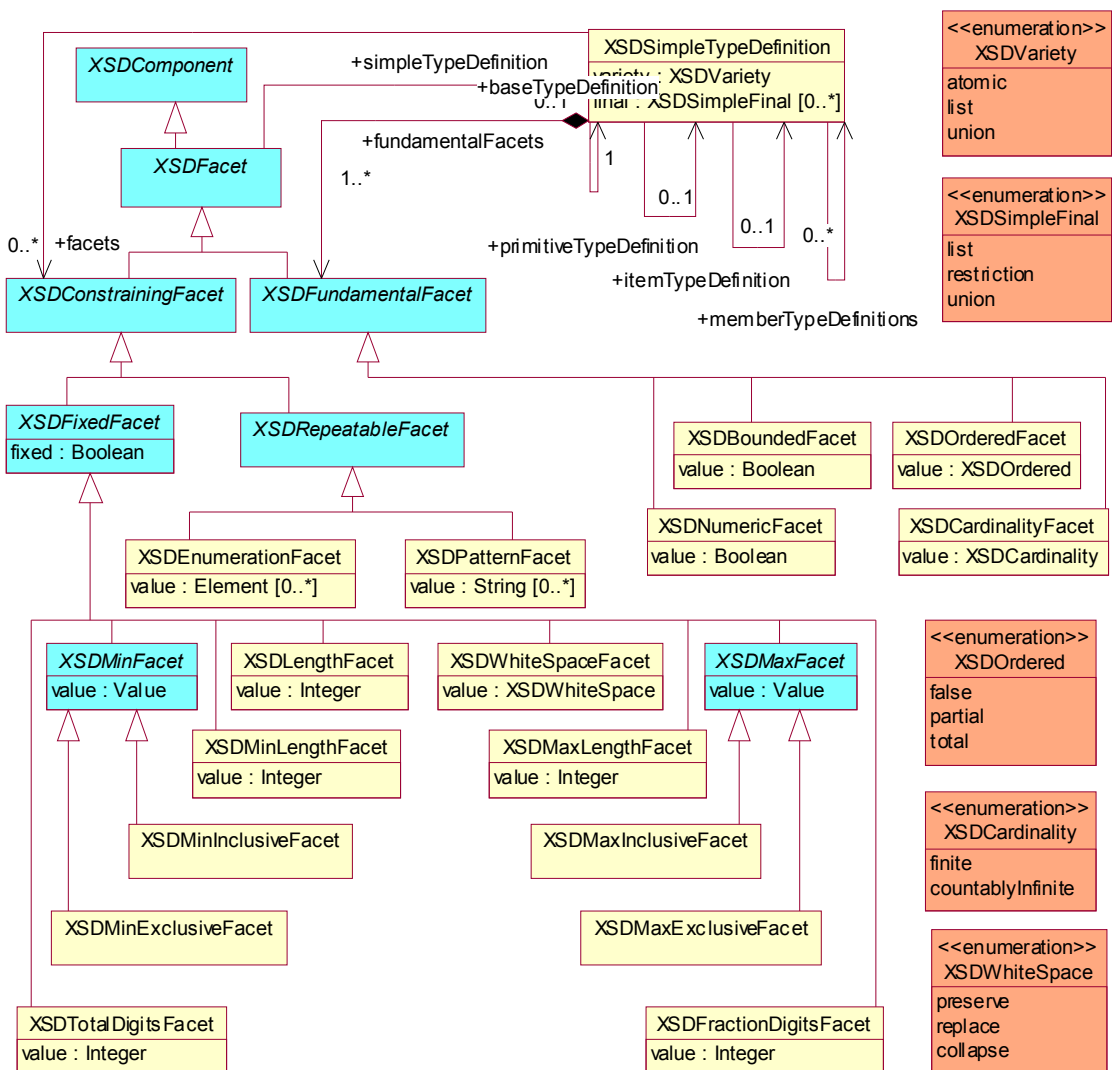 XSDComponent
+simpleTypeDefinition
XSDSimpleTypeDefinition
variety : XSDVariety
final : XSDSimpleFinal [0..*]
+baseTypeDefinition
0..1
<<enumeration>>
XSDVariety
atomic
list
union
XSDFacet
+fundamentalFacets
1..*
1
0..1
0..1
0..*
<<enumeration>>
XSDSimpleFinal
list
restriction
union
+primitiveTypeDefinition
+itemTypeDefinition
+memberTypeDefinitions
0..*
+facets
XSDConstrainingFacet
XSDFundamentalFacet
XSDFixedFacet
fixed : Boolean
XSDRepeatableFacet
XSDBoundedFacet
value : Boolean
XSDOrderedFacet
value : XSDOrdered
XSDNumericFacet
value : Boolean
XSDCardinalityFacet
value : XSDCardinality
XSDEnumerationFacet
value : Element [0..*]
XSDPatternFacet
value : String [0..*]
XSDMinFacet
value : Value
XSDLengthFacet
value : Integer
XSDWhiteSpaceFacet
value : XSDWhiteSpace
XSDMaxFacet
value : Value
<<enumeration>>
XSDOrdered
false
partial
total
XSDMinLengthFacet
value : Integer
XSDMaxLengthFacet
value : Integer
XSDMinInclusiveFacet
XSDMaxInclusiveFacet
<<enumeration>>
XSDCardinality
finite
countablyInfinite
XSDMinExclusiveFacet
XSDMaxExclusiveFacet
<<enumeration>>
XSDWhiteSpace
preserve
replace
collapse
XSDTotalDigitsFacet
value : Integer
XSDFractionDigitsFacet
value : Integer